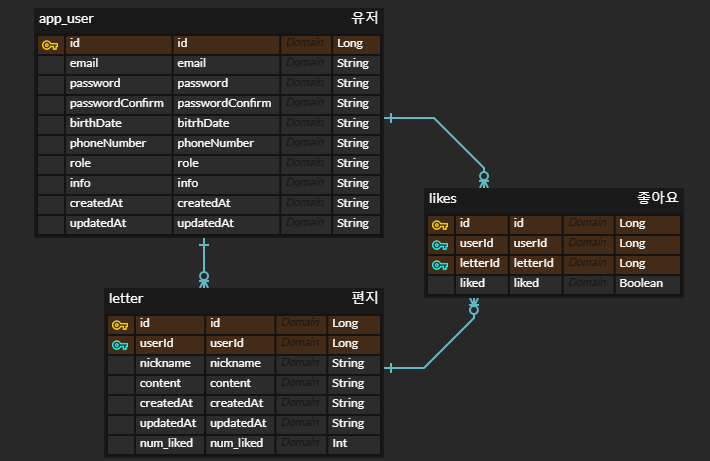 app_user 유저
id id Domain Long
email email Domain String
password password Domain String
passwordConfirm passwordConfirm Domain String
birthDate bitrhDate Domain String
phoneNumber phoneNumber Domain String
role role Domain String
info info Domain String
createdAt createdAt Domain String
updatedAt updatedAt Domain String
likes 좋아요
id id Domain Long
userId userId Domain Long
letterId letterId Domain Long
liked liked Domain Boolean
letter 편지
id id Domain Long
userId userId Domain Long
nickname nickname Domain String
content content Domain String
createdAt createdAt Domain String
updatedAt updatedAt Domain String
num_liked num_liked Domain Int